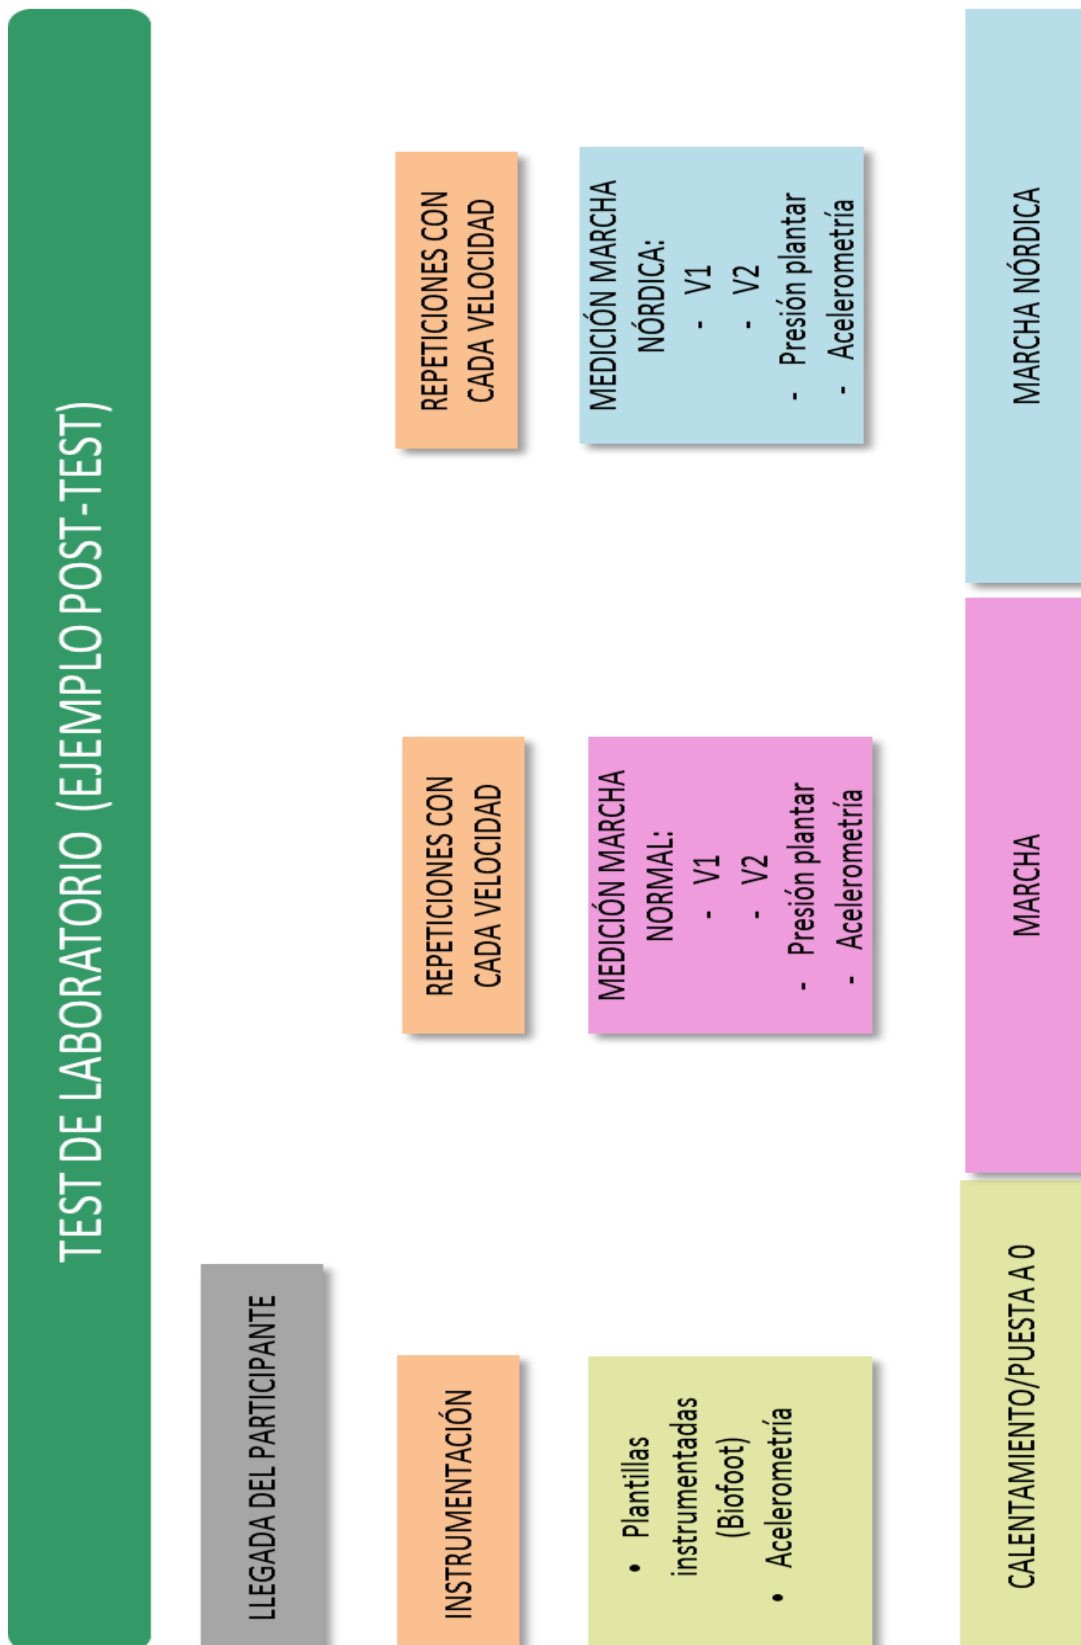 TEST DE LABORATORIO (EJEMPLO POST-TEST)
LLEGADA DEL PARTICIPANTE
INSTRUMENTACIÓN
REPETICIONES CON
CADA VELOCIDAD
REPETICIONES CON
CADA VELOCIDAD
• Plantillas
instrumentadas
(Biofoot)
• Acelerometría
MEDICIÓN MARCHA
NORMAL:
- V1
- V2
- Presión plantar
- Acelerometría
MEDICIÓN MARCHA
NÓRDICA:
- V1
- V2
- Presión plantar
- Acelerometría
CALENTAMIENTO/PUESTA A 0
MARCHA
MARCHA NÓRDICA